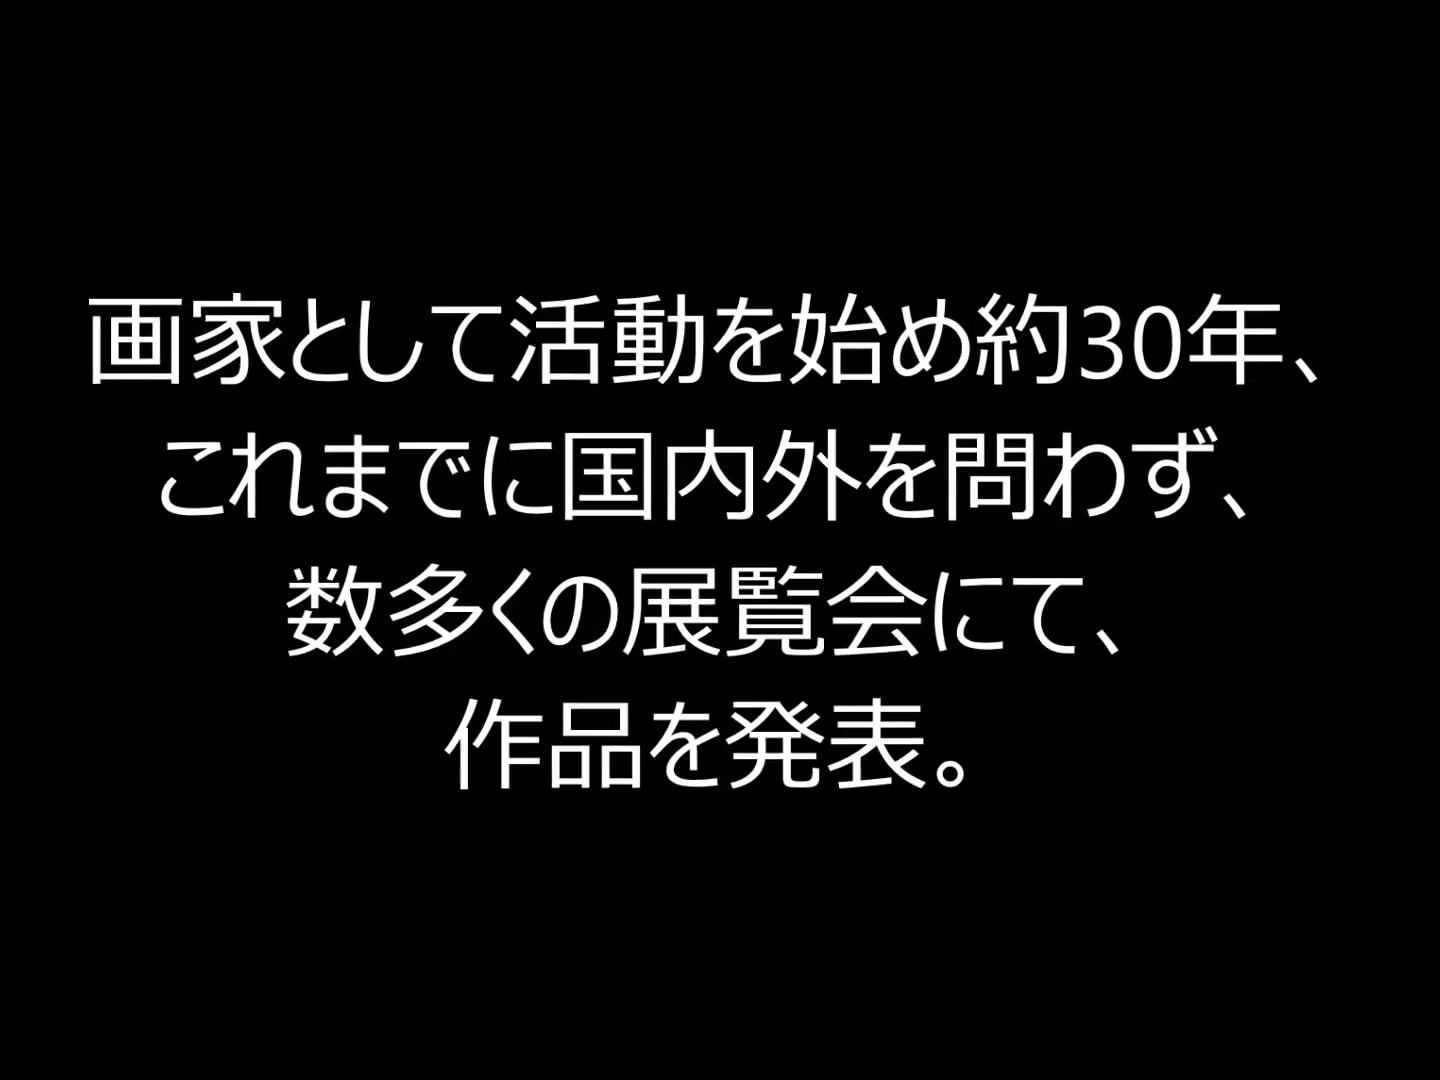 画家として活動を始め約30年、
これまでに国内外を問わず、
数多くの展覧会にて、
作品を発表。